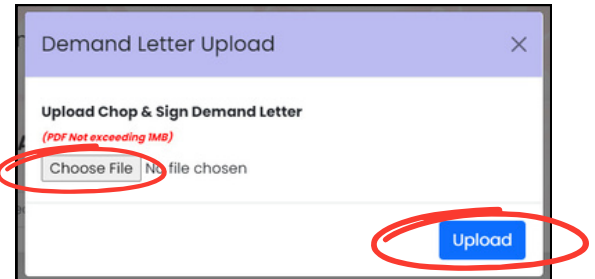 Demand Letter Upload
Upload Chop & Sign Demand Letter
(PDF Not exceeding 1MB)
Choose File No file chosen
Upload